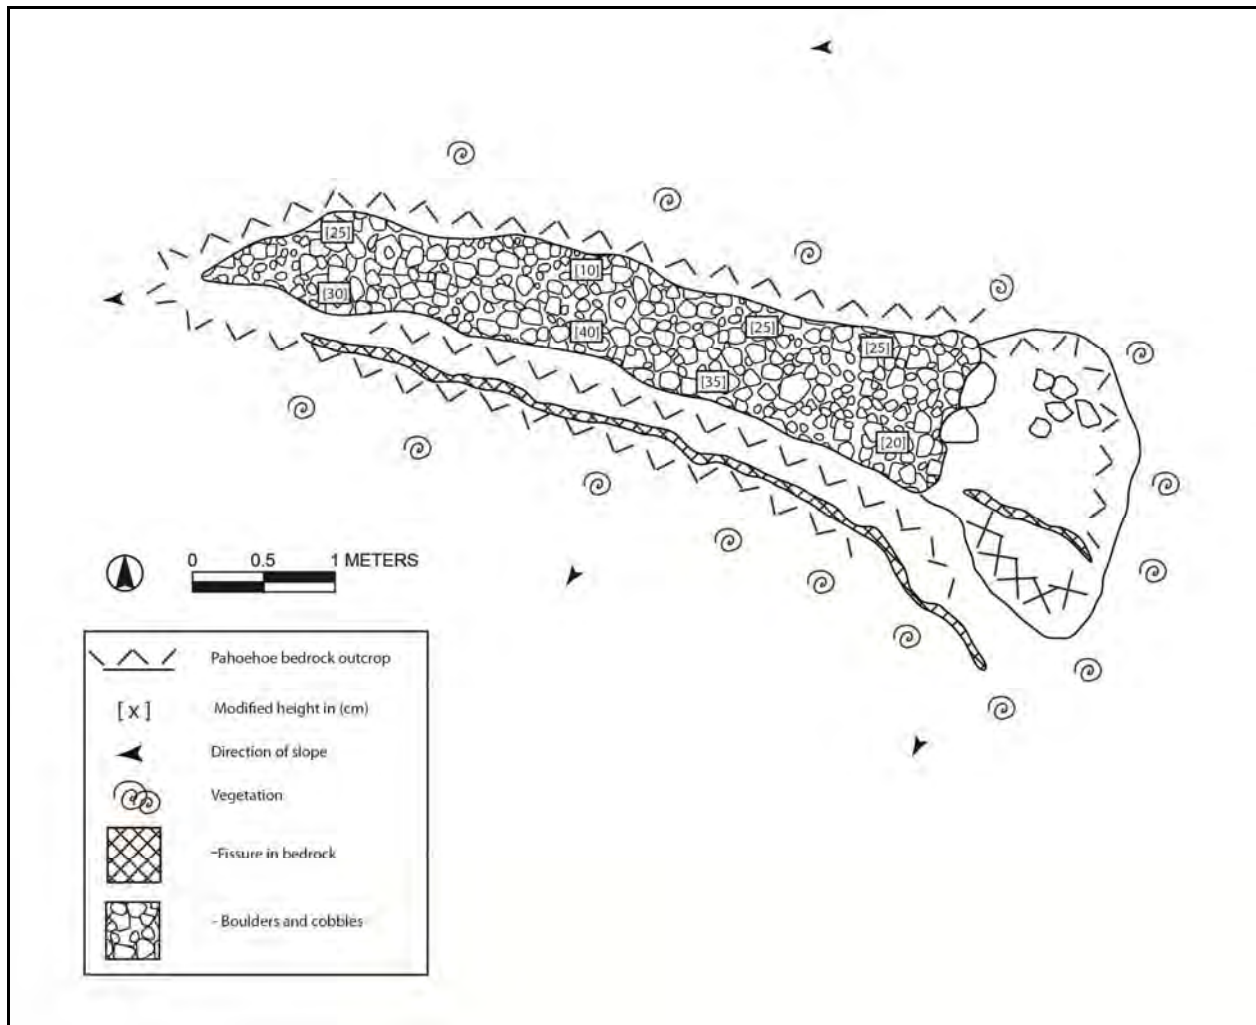 [25]
[10]
[30]
[40]
[25]
[25]
[35]
[20]
0 0.5 1 METERS
Pahoehoe bedrock outcrop
[x] Modified height in (cm)
Direction of slope
Vegetation
-Fissure in bedrock
- Boulders and cobbles